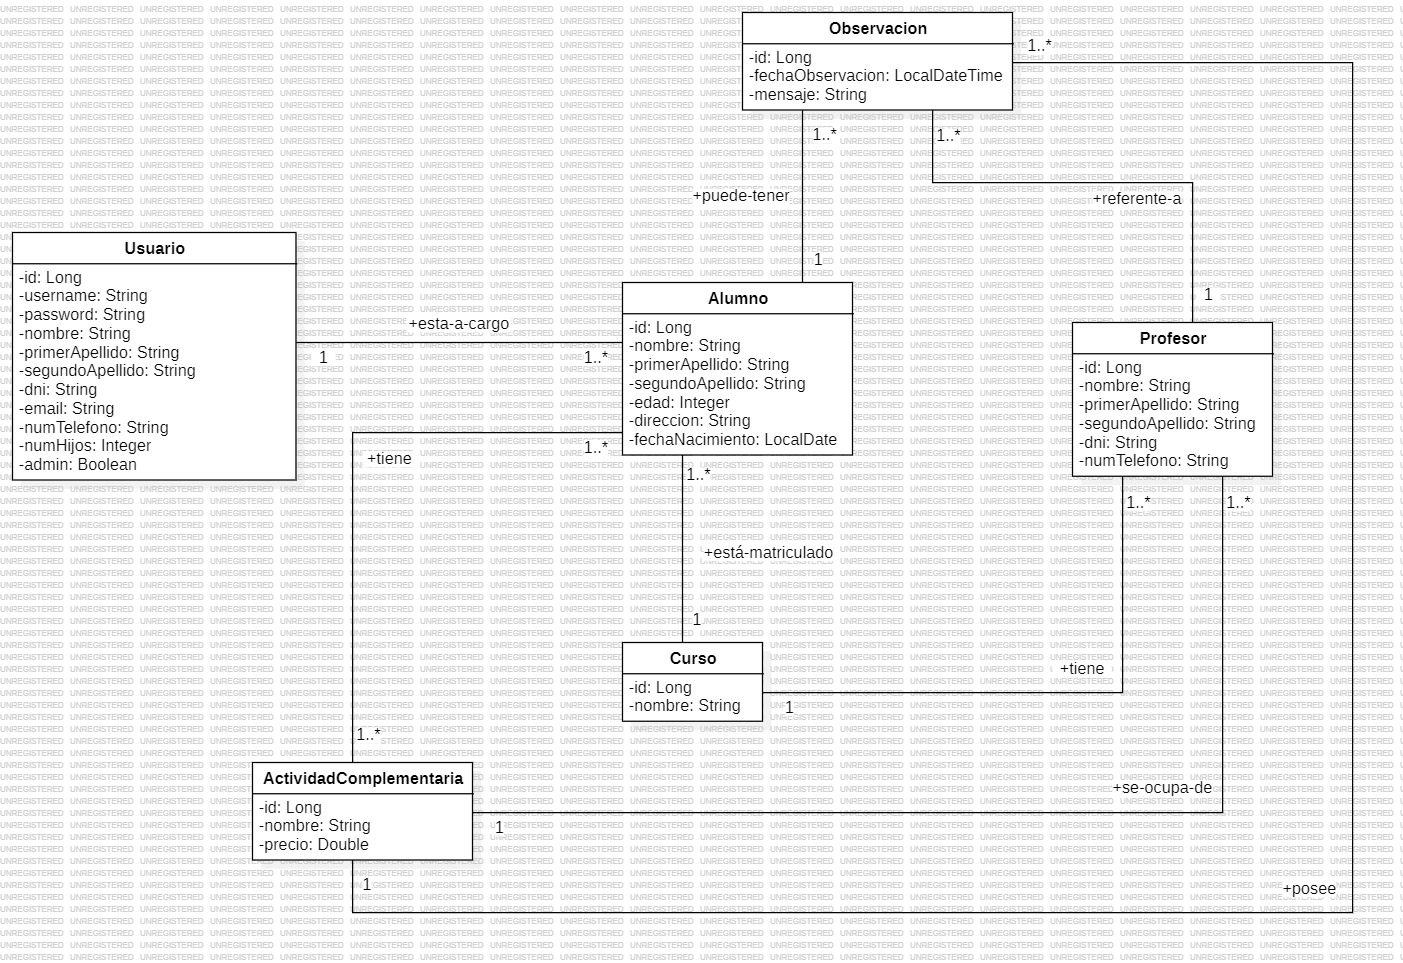 Observacion
-id: Long
-fechaObservacion: LocalDateTime
-mensaje: String
1..*
1..*
1..*
+puede-tener
+referente-a
1
1
Usuario
-id: Long
-username: String
-password: String
-nombre: String
-primerApellido: String
-segundoApellido: String
-dni: String
-email: String
-numTelefono: String
-numHijos: Integer
-admin: Boolean
+esta-a-cargo
1
1..*
Alumno
-id: Long
-nombre: String
-primerApellido: String
-segundoApellido: String
-edad: Integer
-direccion: String
-fechaNacimiento: LocalDate
Profesor
-id: Long
-nombre: String
-primerApellido: String
-segundoApellido: String
-dni: String
-numTelefono: String
+tiene
1..*
1..*
1..*
1..*
+está-matriculado
1
Curso
-id: Long
-nombre: String
+tiene
1
1..*
ActividadComplementaria
-id: Long
-nombre: String
-precio: Double
+se-ocupa-de
1
1
+posee
UNREGISTERED